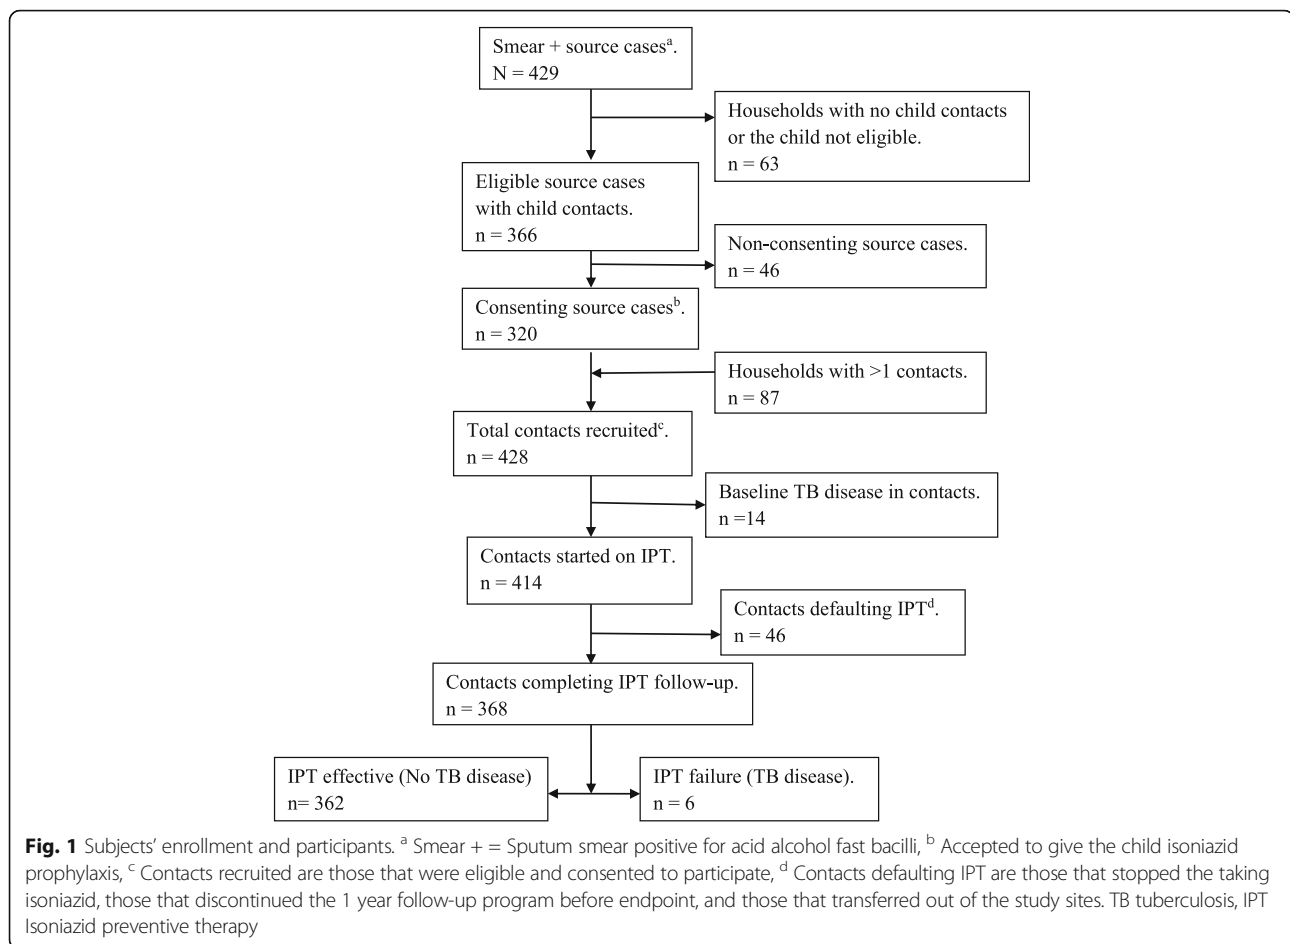 Smear + source casesᵃ.
N = 429
Households with no child contacts
or the child not eligible.
n = 63
Eligible source cases
with child contacts.
n = 366
Non-consenting source cases.
n = 46
Consenting source casesᵇ.
n = 320
Households with >1 contacts.
n = 87
Total contacts recruitedᶜ.
n = 428
Baseline TB disease in contacts.
n =14
Contacts started on IPT.
n = 414
Contacts defaulting IPTᵈ.
n = 46
Contacts completing IPT follow-up.
n = 368
IPT effective (No TB disease)
n= 362
IPT failure (TB disease).
n = 6
Fig. 1 Subjects’ enrollment and participants. ᵃ Smear + = Sputum smear positive for acid alcohol fast bacilli, ᵇ Accepted to give the child isoniazid
prophylaxis, ᶜ Contacts recruited are those that were eligible and consented to participate, ᵈ Contacts defaulting IPT are those that stopped the taking
isoniazid, those that discontinued the 1 year follow-up program before endpoint, and those that transferred out of the study sites. TB tuberculosis, IPT
Isoniazid preventive therapy